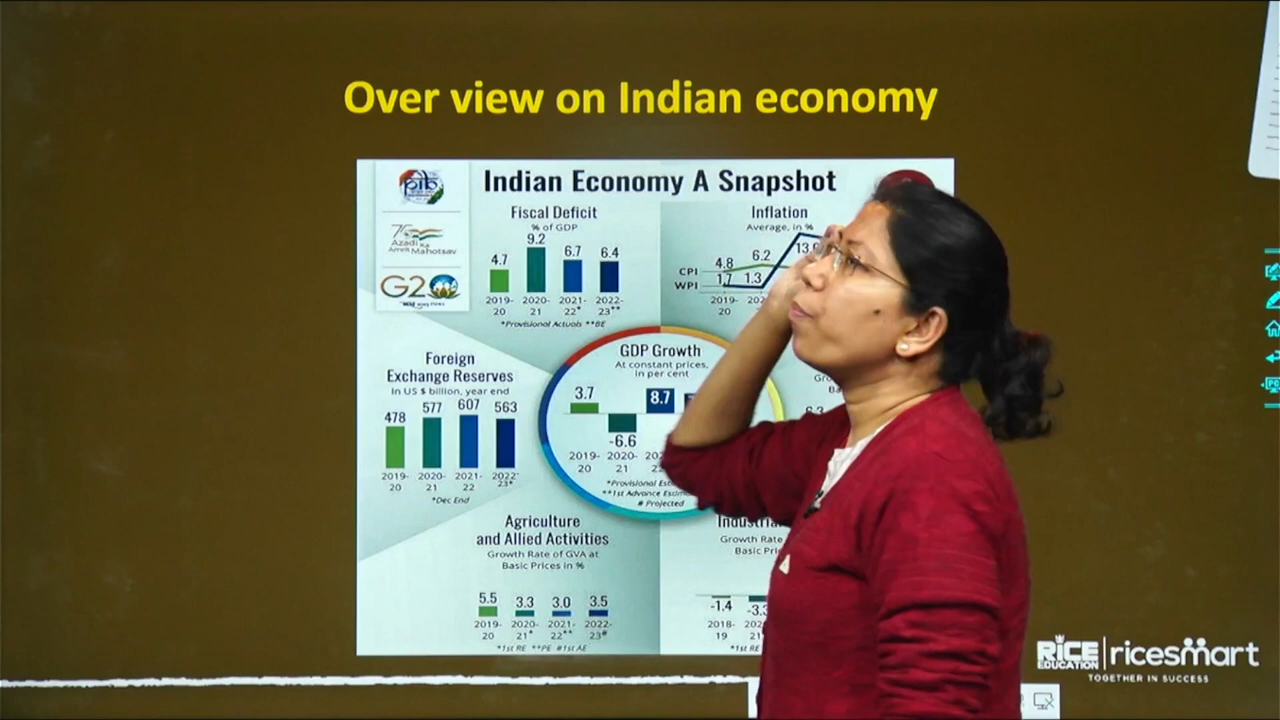 Over view on Indian economy
Indian Economy A Snapshot
pib
75
Azadi Ka
Amrit Mahotsav
G20
Fiscal Deficit
% of GDP
4.7
9.2
6.7
6.4
2019-
20
2020-
21
2021-
22*
2022-
23**
*Provisional Actuals **BE
Inflation
Average, in %
CPI
WPI
4.8
6.2
1.7
1.3
2019-
20
Foreign
Exchange Reserves
In US $ billion, year end
478
577
607
563
2019-
20
2020-
21
2021-
22
2022-
23*
*Dec End
GDP Growth
At constant prices,
in per cent
3.7
-6.6
8.7
2019-
20
2020-
21
*Provisional
**1st Advance
# Projected
Agriculture
and Allied Activities
Growth Rate of GVA at
Basic Prices in %
5.5
3.3
3.0
3.5
2019-
20
2020-
21*
2021-
22**
2022-
23#
*1st RE **PE #1st AE
Growth Rate
Basic
-1.4
-3.3
2018-
19
*1st RE
RICE
EDUCATION
ricesmart
TOGETHER IN SUCCESS